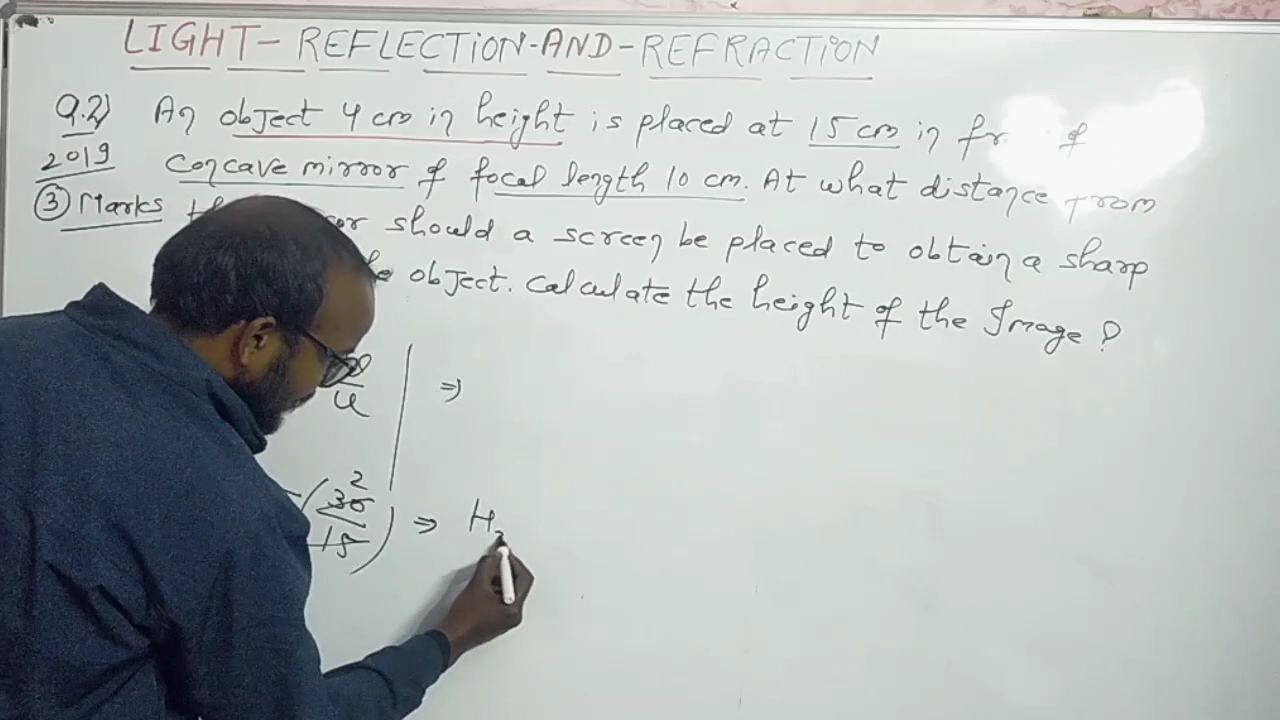 LIGHT - REFLECTION - AND - REFRACTION
Q.2) An object 4 cm in height is placed at 15 cm in of
2019 Concave mirror of focal length 10 cm. At what distance from
③ Marks should a screen be placed to obtain a sharp
object. Calculate the height of the Image ?
u ⇒
(30 2
15) ⇒ H